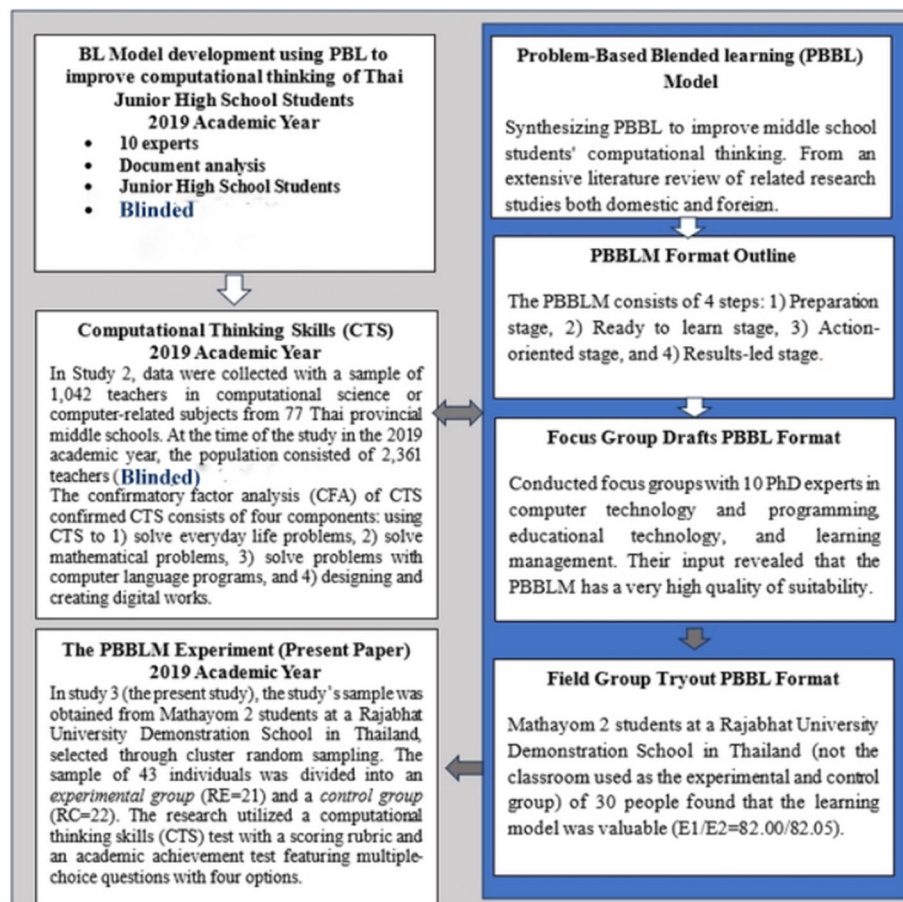 BL Model development using PBL to
improve computational thinking of Thai
Junior High School Students
2019 Academic Year
• 10 experts
• Document analysis
• Junior High School Students
• Blinded
Computational Thinking Skills (CTS)
2019 Academic Year
In Study 2, data were collected with a sample of
1,042 teachers in computational science or
computer-related subjects from 77 Thai provincial
middle schools. At the time of the study in the 2019
academic year, the population consisted of 2,361
teachers (Blinded)
The confirmatory factor analysis (CFA) of CTS
confirmed CTS consists of four components: using
CTS to 1) solve everyday life problems, 2) solve
mathematical problems, 3) solve problems with
computer language programs, and 4) designing and
creating digital works.
The PBBLM Experiment (Present Paper)
2019 Academic Year
In study 3 (the present study), the study's sample was
obtained from Mathayom 2 students at a Rajabhat
University Demonstration School in Thailand,
selected through cluster random sampling. The
sample of 43 individuals was divided into an
experimental group (RE=21) and a control group
(RC=22). The research utilized a computational
thinking skills (CTS) test with a scoring rubric and
an academic achievement test featuring multiple-
choice questions with four options.
Problem-Based Blended learning (PBBL)
Model
Synthesizing PBBL to improve middle school
students' computational thinking. From an
extensive literature review of related research
studies both domestic and foreign.
PBBLM Format Outline
The PBBLM consists of 4 steps: 1) Preparation
stage, 2) Ready to learn stage, 3) Action-
oriented stage, and 4) Results-led stage.
Focus Group Drafts PBBL Format
Conducted focus groups with 10 PhD experts in
computer technology and programming,
educational technology, and learning
management. Their input revealed that the
PBBLM has a very high quality of suitability.
Field Group Tryout PBBL Format
Mathayom 2 students at a Rajabhat University
Demonstration School in Thailand (not the
classroom used as the experimental and control
group) of 30 people found that the learning
model was valuable (E1/E2=82.00/82.05).